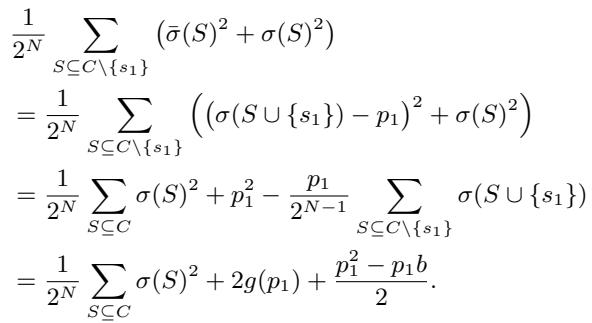 \frac{1}{2^N} \sum_{S \subseteq C \setminus \{s_1\}} \left( \bar{\sigma}(S)^2 + \sigma(S)^2 \right)
= \frac{1}{2^N} \sum_{S \subseteq C \setminus \{s_1\}} \left( \left( \sigma(S \cup \{s_1\}) - p_1 \right)^2 + \sigma(S)^2 \right)
= \frac{1}{2^N} \sum_{S \subseteq C} \sigma(S)^2 + p_1^2 - \frac{p_1}{2^{N-1}} \sum_{S \subseteq C \setminus \{s_1\}} \sigma(S \cup \{s_1\})
= \frac{1}{2^N} \sum_{S \subseteq C} \sigma(S)^2 + 2g(p_1) + \frac{p_1^2 - p_1 b}{2}.